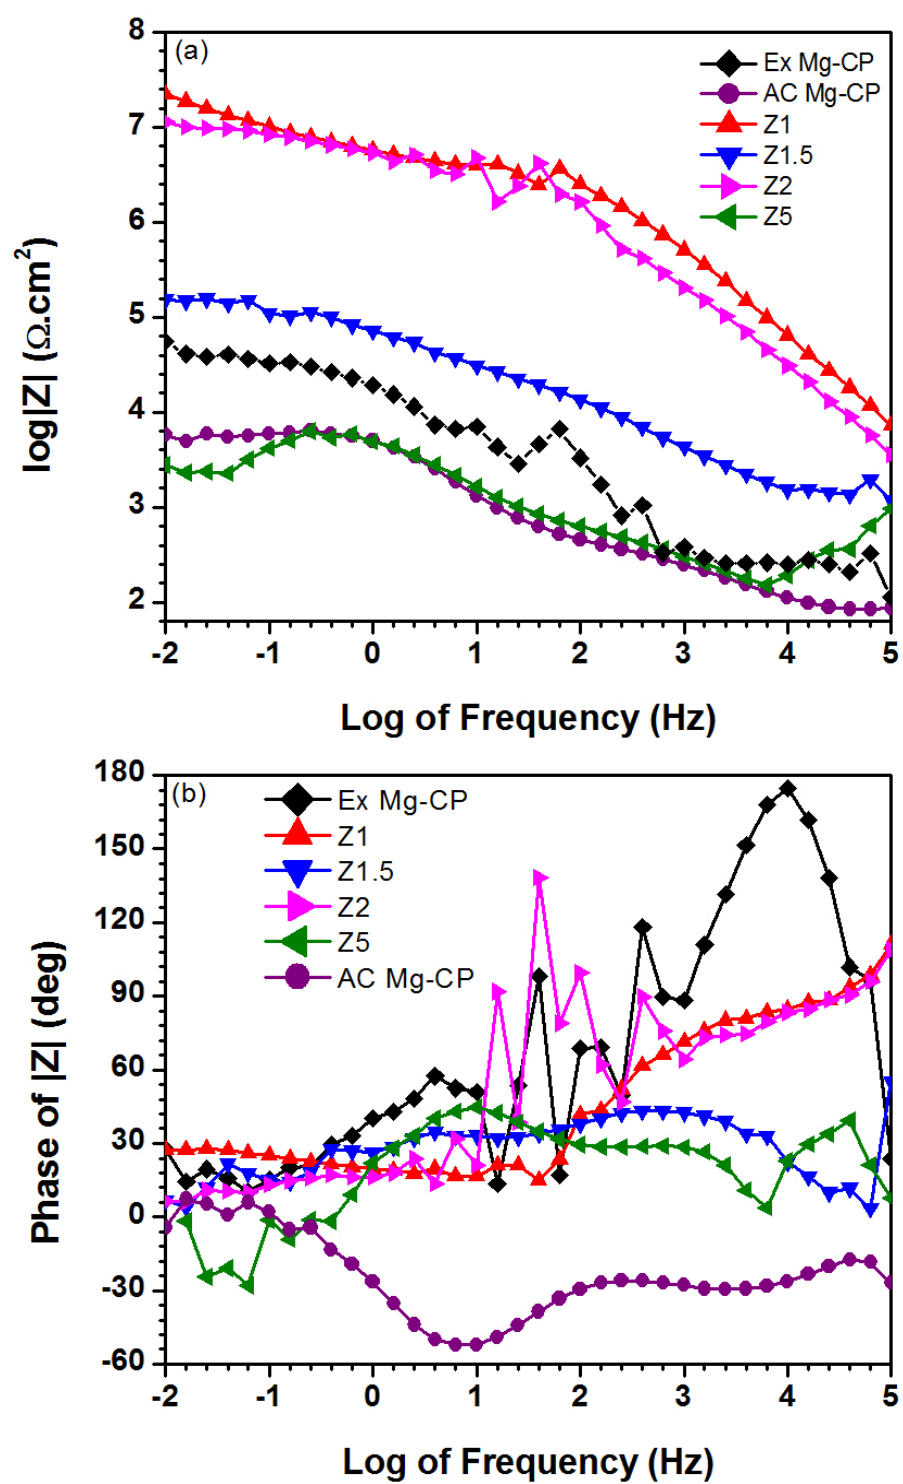 8
(a)
Ex Mg-CP
AC Mg-CP
7
Z1
Z1.5
Z2
6
Z5
log|Z| (Ω.cm²)
5
4
3
2
-2 -1 0 1 2 3 4 5
Log of Frequency (Hz)
180
(b)
Ex Mg-CP
Z1
150
Z1.5
Z2
120
Z5
AC Mg-CP
90
Phase of |Z| (deg)
60
30
0
-30
-60
-2 -1 0 1 2 3 4 5
Log of Frequency (Hz)